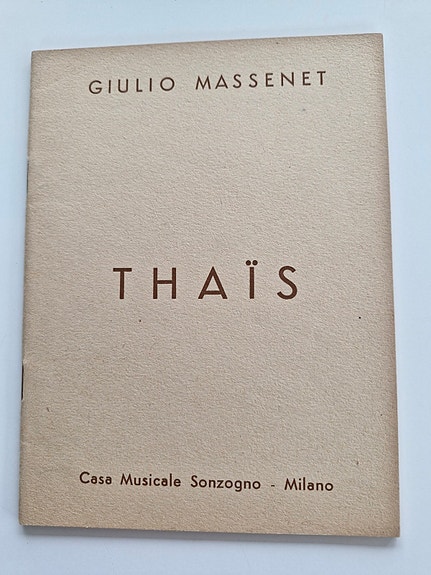 GIULIO MASSENET
THAÏS
Casa Musicale Sonzogno - Milano